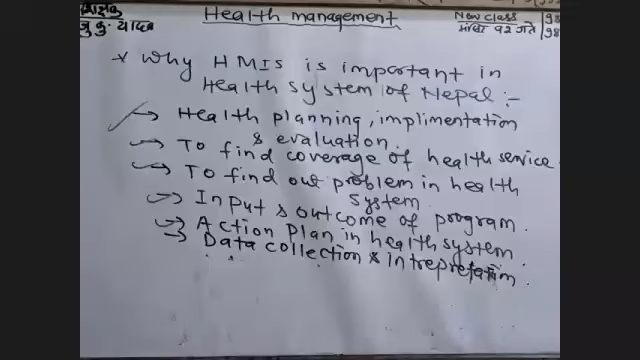 Health management
New class
जु. कु. यादव
* Why HMIS is important in
Health system of Nepal :-
→ Health planning, implimentation
& evaluation.
→ To find coverage of health service.
→ To find out problem in health
system
→ Input & outcome of program.
→ Action plan in health system.
→ Data collection & intrepretation